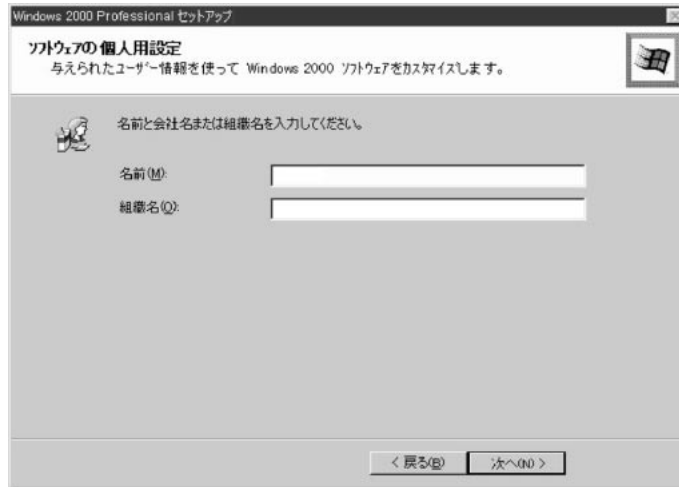 Windows 2000 Professional セットアップ
ソフトウェアの個人用設定
与えられたユーザー情報を使って Windows 2000 ソフトウェアをカスタマイズします。
名前と会社名または組織名を入力してください。
名前(M):
組織名(O):
< 戻る(B)
次へ(N) >